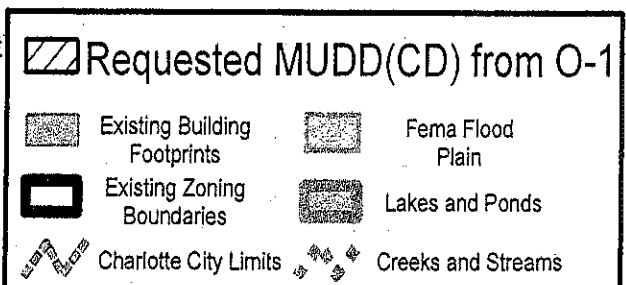 Requested MUDD(CD) from O-1
Existing Building
Footprints
Fema Flood
Plain
Existing Zoning
Boundaries
Lakes and Ponds
Charlotte City Limits
Creeks and Streams